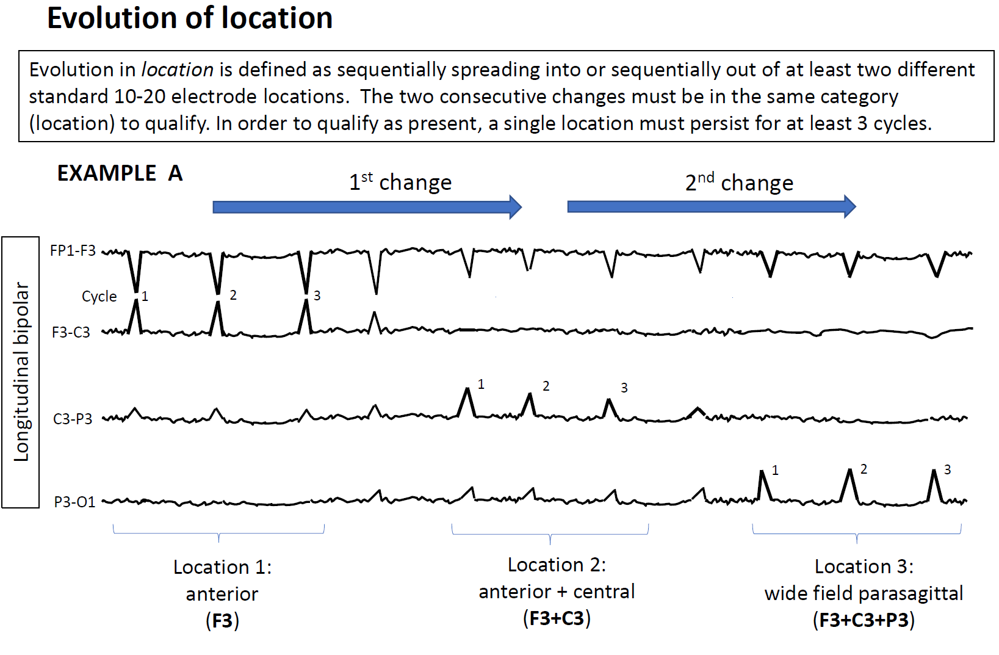 Evolution of location
Evolution in location is defined as sequentially spreading into or sequentially out of at least two different
standard 10-20 electrode locations.  The two consecutive changes must be in the same category
(location) to qualify. In order to qualify as present, a single location must persist for at least 3 cycles.
EXAMPLE A
1st change
2nd change
Longitudinal bipolar
FP1-F3
Cycle 1 2 3
F3-C3
1 2 3
C3-P3
1 2 3
P3-O1
Location 1:
anterior
(F3)
Location 2:
anterior + central
(F3+C3)
Location 3:
wide field parasagittal
(F3+C3+P3)